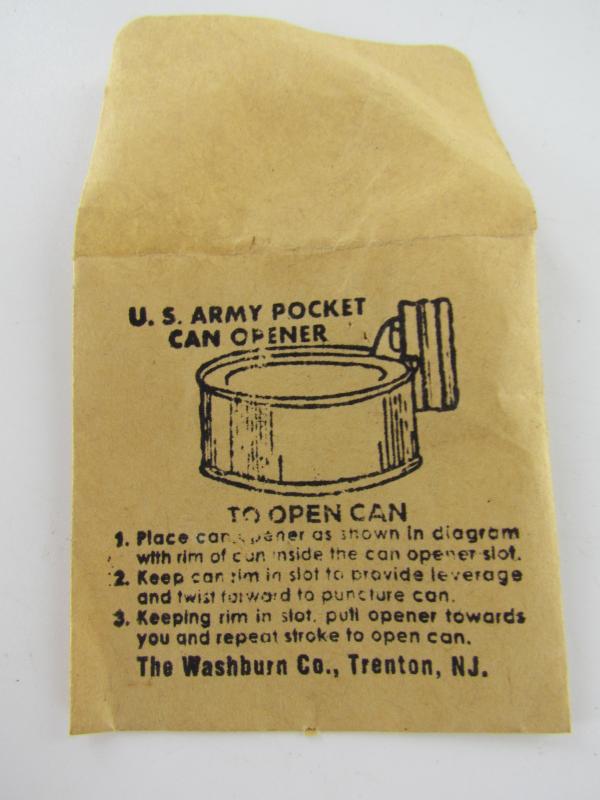 U. S. ARMY POCKET
CAN OPENER
TO OPEN CAN
1. Place can opener as shown in diagram
with rim of can inside the can opener slot.
2. Keep can rim in slot to provide leverage
and twist forward to puncture can.
3. Keeping rim in slot, pull opener towards
you and repeat stroke to open can.
The Washburn Co., Trenton, NJ.